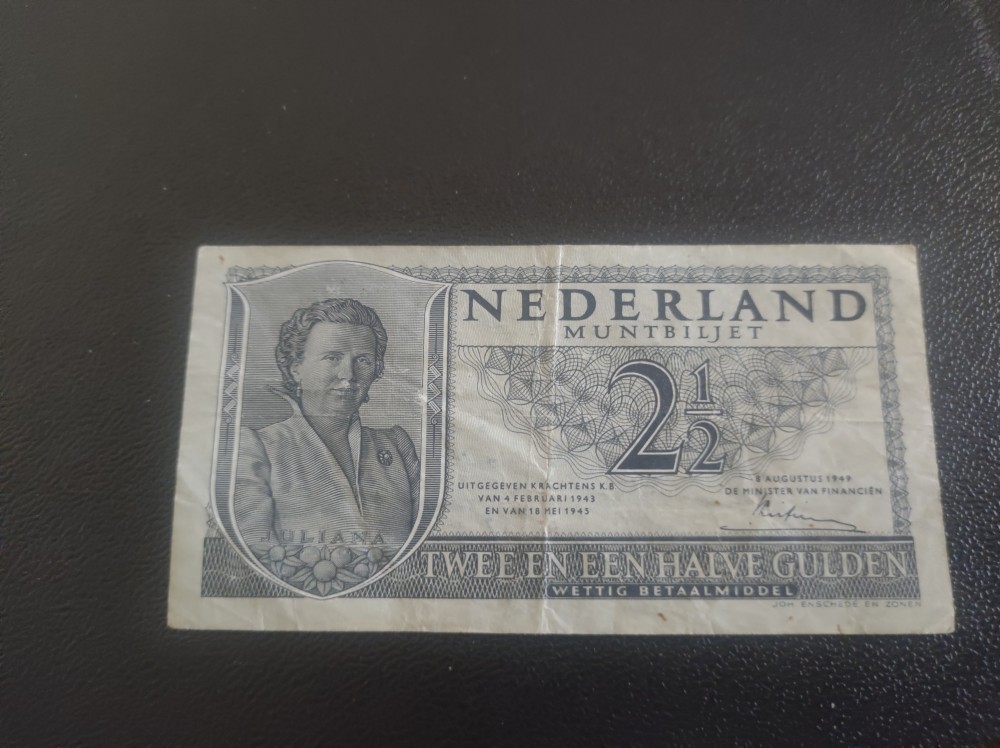 NEDERLAND
MUNTBILJET
2½
UITGEGEVEN KRACHTENS K.B
VAN 4 FEBRUARI 1943
EN VAN 18 MEI 1945
8 AUGUSTUS 1949
DE MINISTER VAN FINANCIËN
JULIANA
TWEE EN EEN HALVE GULDEN
WETTIG BETAALMIDDEL
JOH. ENSCHEDÉ EN ZONEN